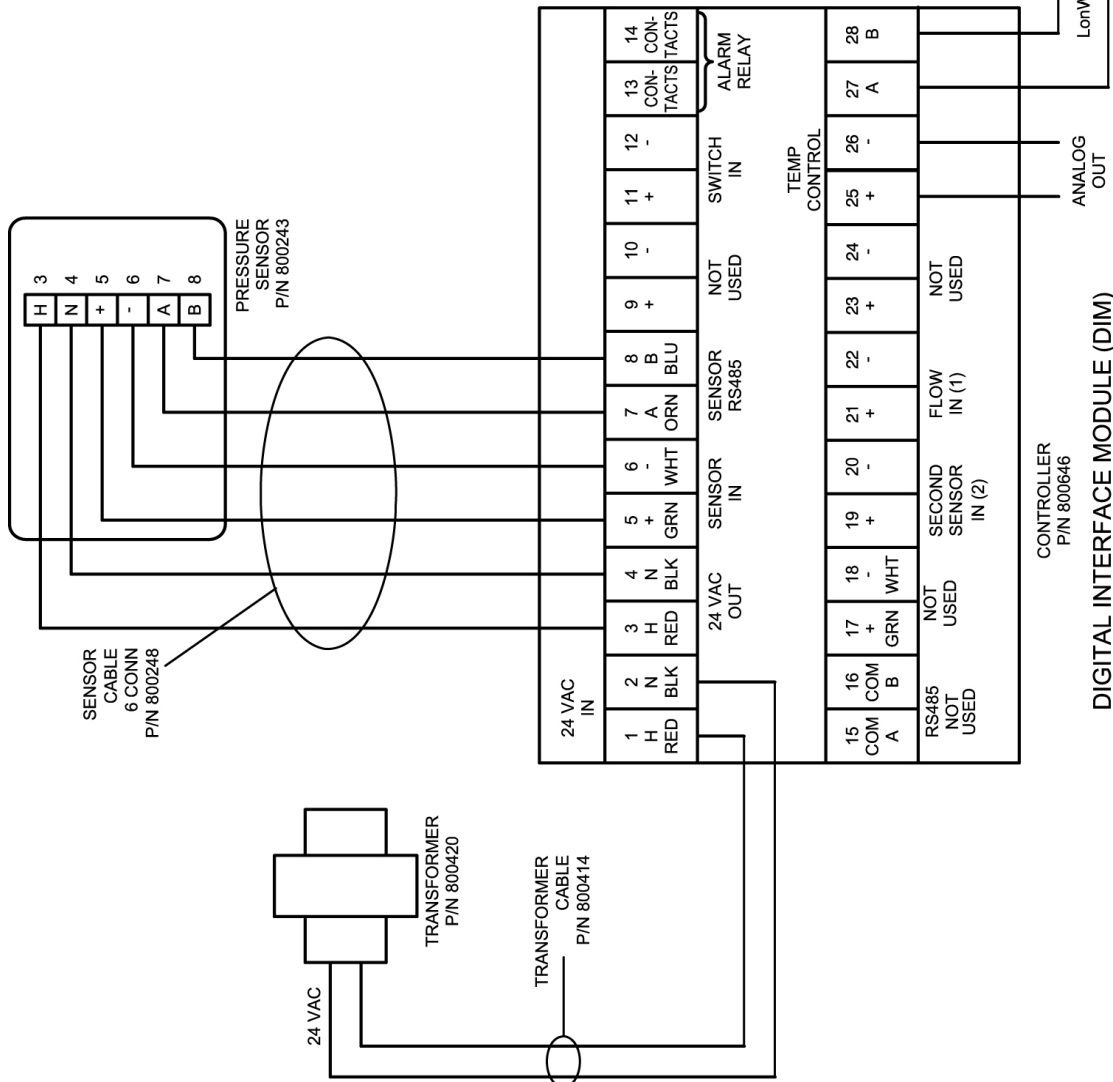 SENSOR
CABLE
6 CONN
P/N 800248
H 3
N 4
+ 5
- 6
A 7
B 8
PRESSURE
SENSOR
P/N 800243
TRANSFORMER
P/N 800420
24 VAC
TRANSFORMER
CABLE
P/N 800414
24 VAC
IN
1
H
RED
2
N
BLK
3
H
RED
4
N
BLK
5
+
GRN
6
-
WHT
7
A
ORN
8
B
BLU
9
+
10
-
11
+
12
-
13
CON-
TACTS
14
CON-
TACTS
24 VAC
OUT
SENSOR
IN
SENSOR
RS485
NOT
USED
SWITCH
IN
ALARM
RELAY
TEMP
CONTROL
15
COM
A
16
COM
B
17
+
GRN
18
-
WHT
19
+
20
-
21
+
22
-
23
+
24
-
25
+
26
-
27
A
28
B
RS485
NOT
USED
NOT
USED
SECOND
SENSOR
IN (2)
FLOW
IN (1)
NOT
USED
ANALOG
OUT
LonW
CONTROLLER
P/N 800646
DIGITAL INTERFACE MODULE (DIM)